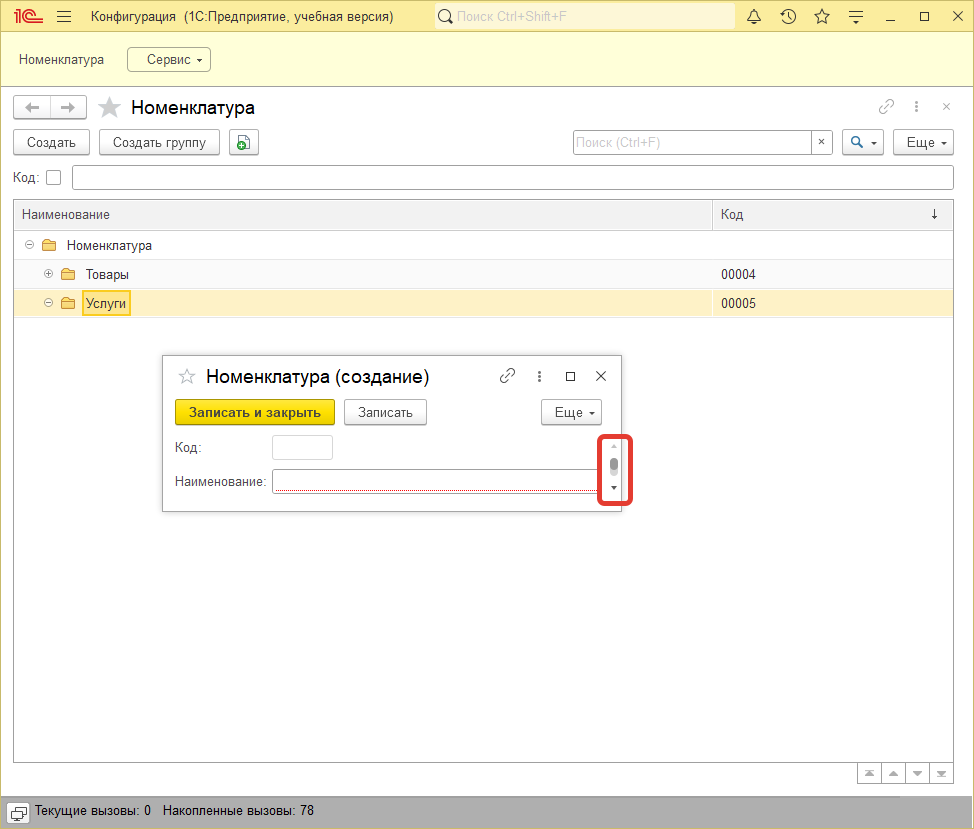 1С Конфигурация (1С:Предприятие, учебная версия) Поиск Ctrl+Shift+F
Номенклатура Сервис
Номенклатура
Создать Создать группу Поиск (Ctrl+F) × Еще
Код:
Наименование Код ↓
Номенклатура
Товары 00004
Услуги 00005
Номенклатура (создание)
Записать и закрыть Записать Еще
Код:
Наименование:
Текущие вызовы: 0 Накопленные вызовы: 78